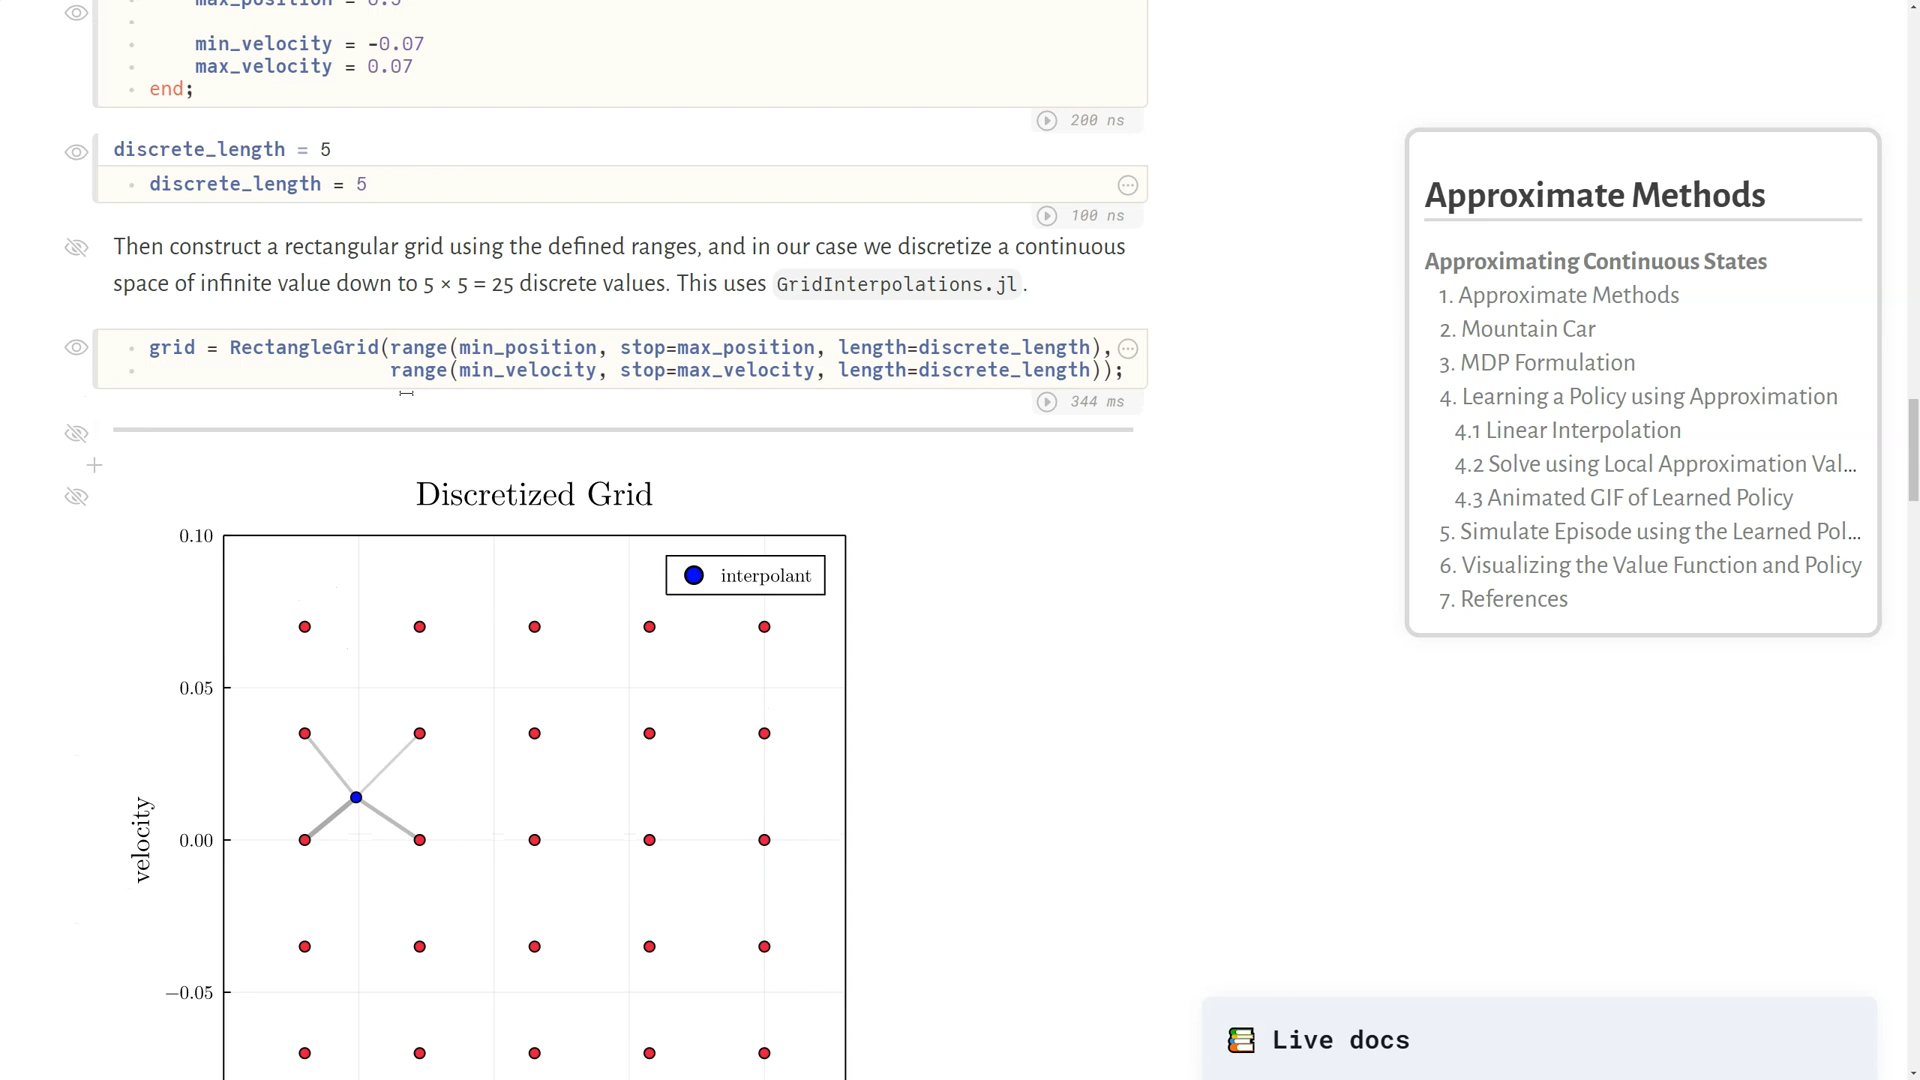 min_velocity = -0.07
max_velocity = 0.07
end;
200 ns
discrete_length = 5
discrete_length = 5
100 ns
Then construct a rectangular grid using the defined ranges, and in our case we discretize a continuous
space of infinite value down to 5 × 5 = 25 discrete values. This uses GridInterpolations.jl.
grid = RectangleGrid(range(min_position, stop=max_position, length=discrete_length),
range(min_velocity, stop=max_velocity, length=discrete_length));
344 ms
Discretized Grid
0.10
interpolant
0.05
0.00
velocity
−0.05
Approximate Methods
Approximating Continuous States
1. Approximate Methods
2. Mountain Car
3. MDP Formulation
4. Learning a Policy using Approximation
4.1 Linear Interpolation
4.2 Solve using Local Approximation Val...
4.3 Animated GIF of Learned Policy
5. Simulate Episode using the Learned Pol...
6. Visualizing the Value Function and Policy
7. References
Live docs